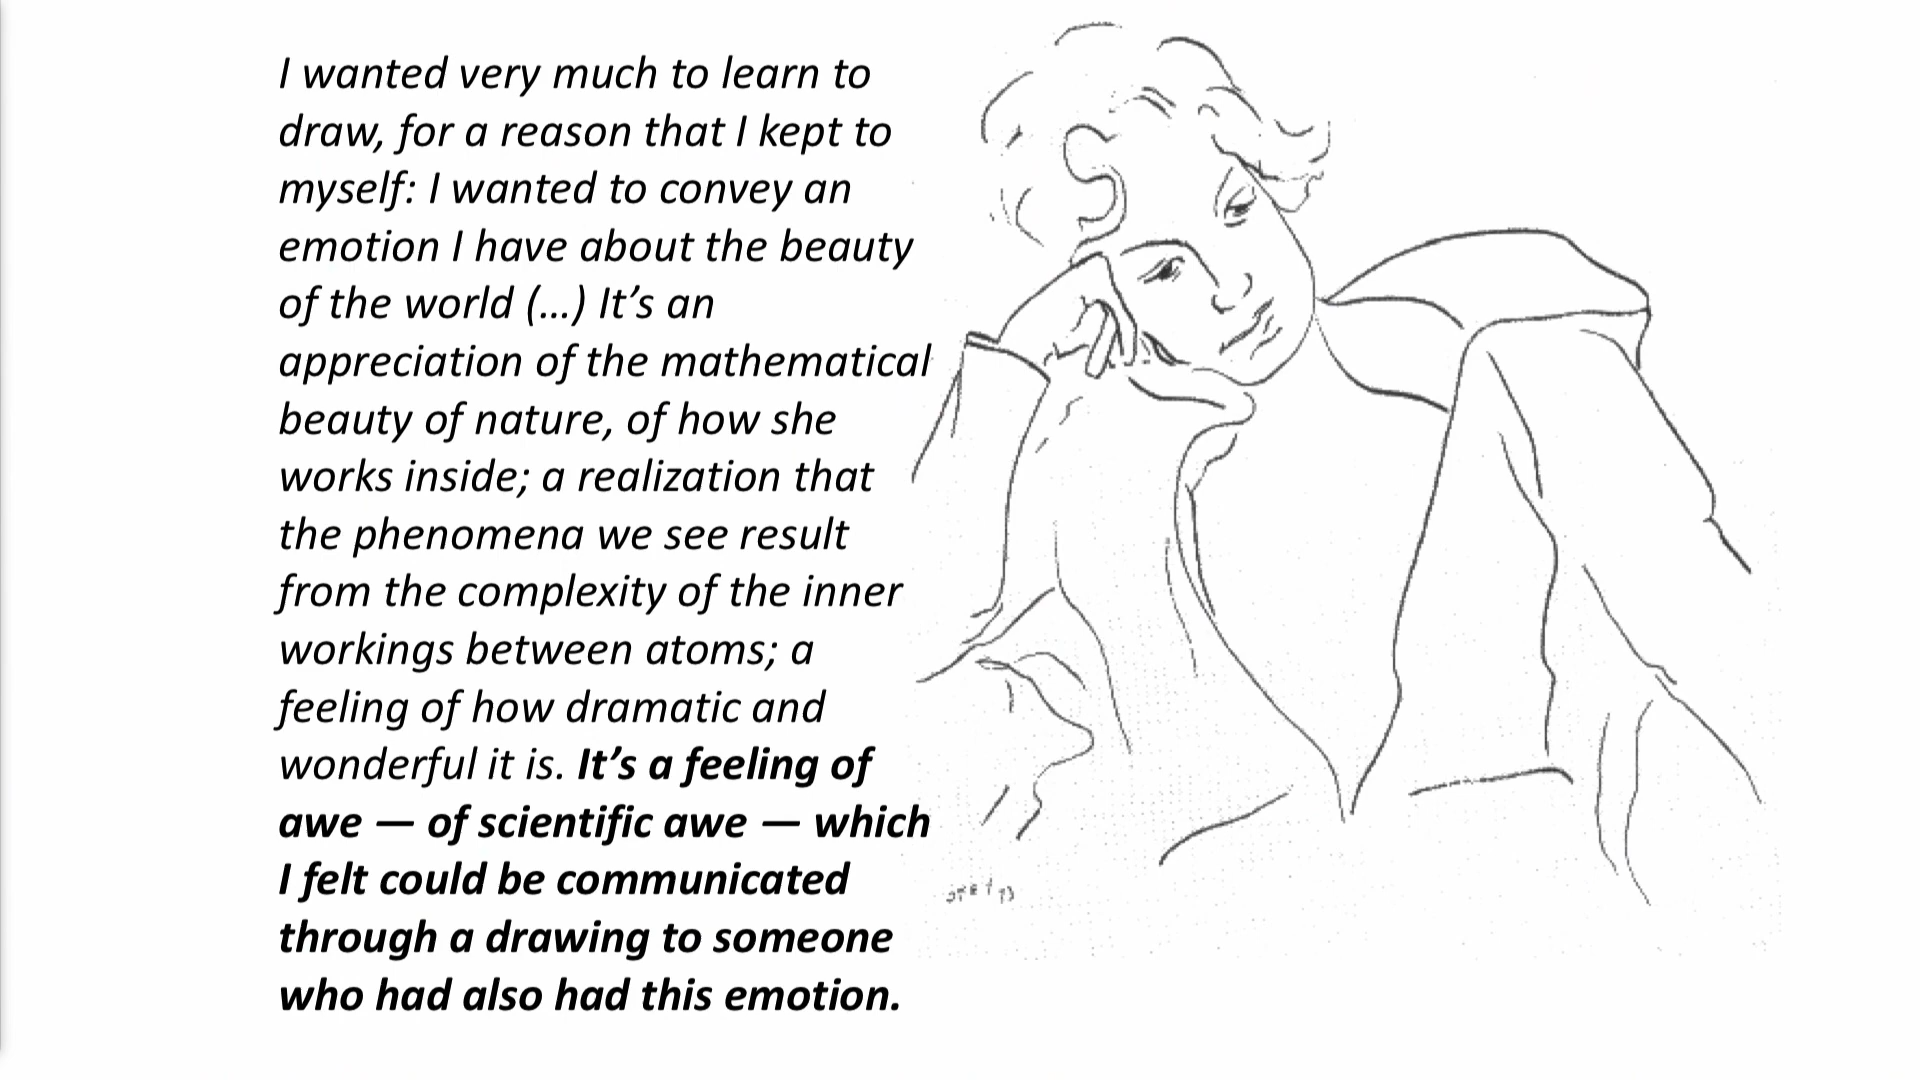 I wanted very much to learn to
draw, for a reason that I kept to
myself: I wanted to convey an
emotion I have about the beauty
of the world (…) It’s an
appreciation of the mathematical
beauty of nature, of how she
works inside; a realization that
the phenomena we see result
from the complexity of the inner
workings between atoms; a
feeling of how dramatic and
wonderful it is. It’s a feeling of
awe — of scientific awe — which
I felt could be communicated
through a drawing to someone
who had also had this emotion.